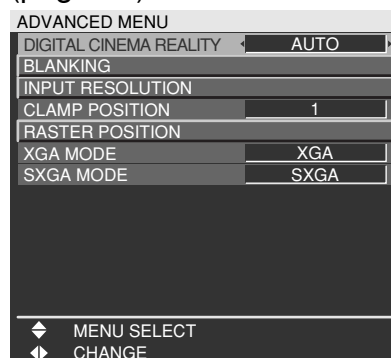 ADVANCED MENU
DIGITAL CINEMA REALITY AUTO
BLANKING
INPUT RESOLUTION
CLAMP POSITION 1
RASTER POSITION
XGA MODE XGA
SXGA MODE SXGA
MENU SELECT
CHANGE